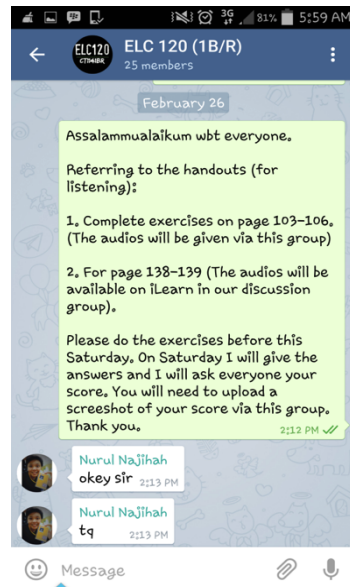 3G 81% 5:59 AM
ELC120
CTD41BR
ELC 120 (1B/R)
25 members
February 26
Assalammualaikum wbt everyone.
Referring to the handouts (for
listening):
1. Complete exercises on page 103-106.
(The audios will be given via this group)
2. For page 138-139 (The audios will be
available on iLearn in our discussion
group).
Please do the exercises before this
Saturday. On Saturday I will give the
answers and I will ask everyone your
score. You will need to upload a
screeshot of your score via this group.
Thank you.
2:12 PM
Nurul Najihah
okey sir 2:13 PM
Nurul Najihah
tq 2:13 PM
Message